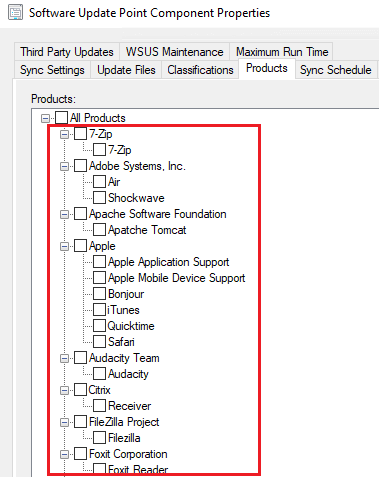 Software Update Point Component Properties
Third Party Updates WSUS Maintenance Maximum Run Time
Sync Settings Update Files Classifications Products Sync Schedule
Products:
All Products
7-Zip
7-Zip
Adobe Systems, Inc.
Air
Shockwave
Apache Software Foundation
Apatche Tomcat
Apple
Apple Application Support
Apple Mobile Device Support
Bonjour
iTunes
Quicktime
Safari
Audacity Team
Audacity
Citrix
Receiver
FileZilla Project
Filezilla
Foxit Corporation
Foxit Reader